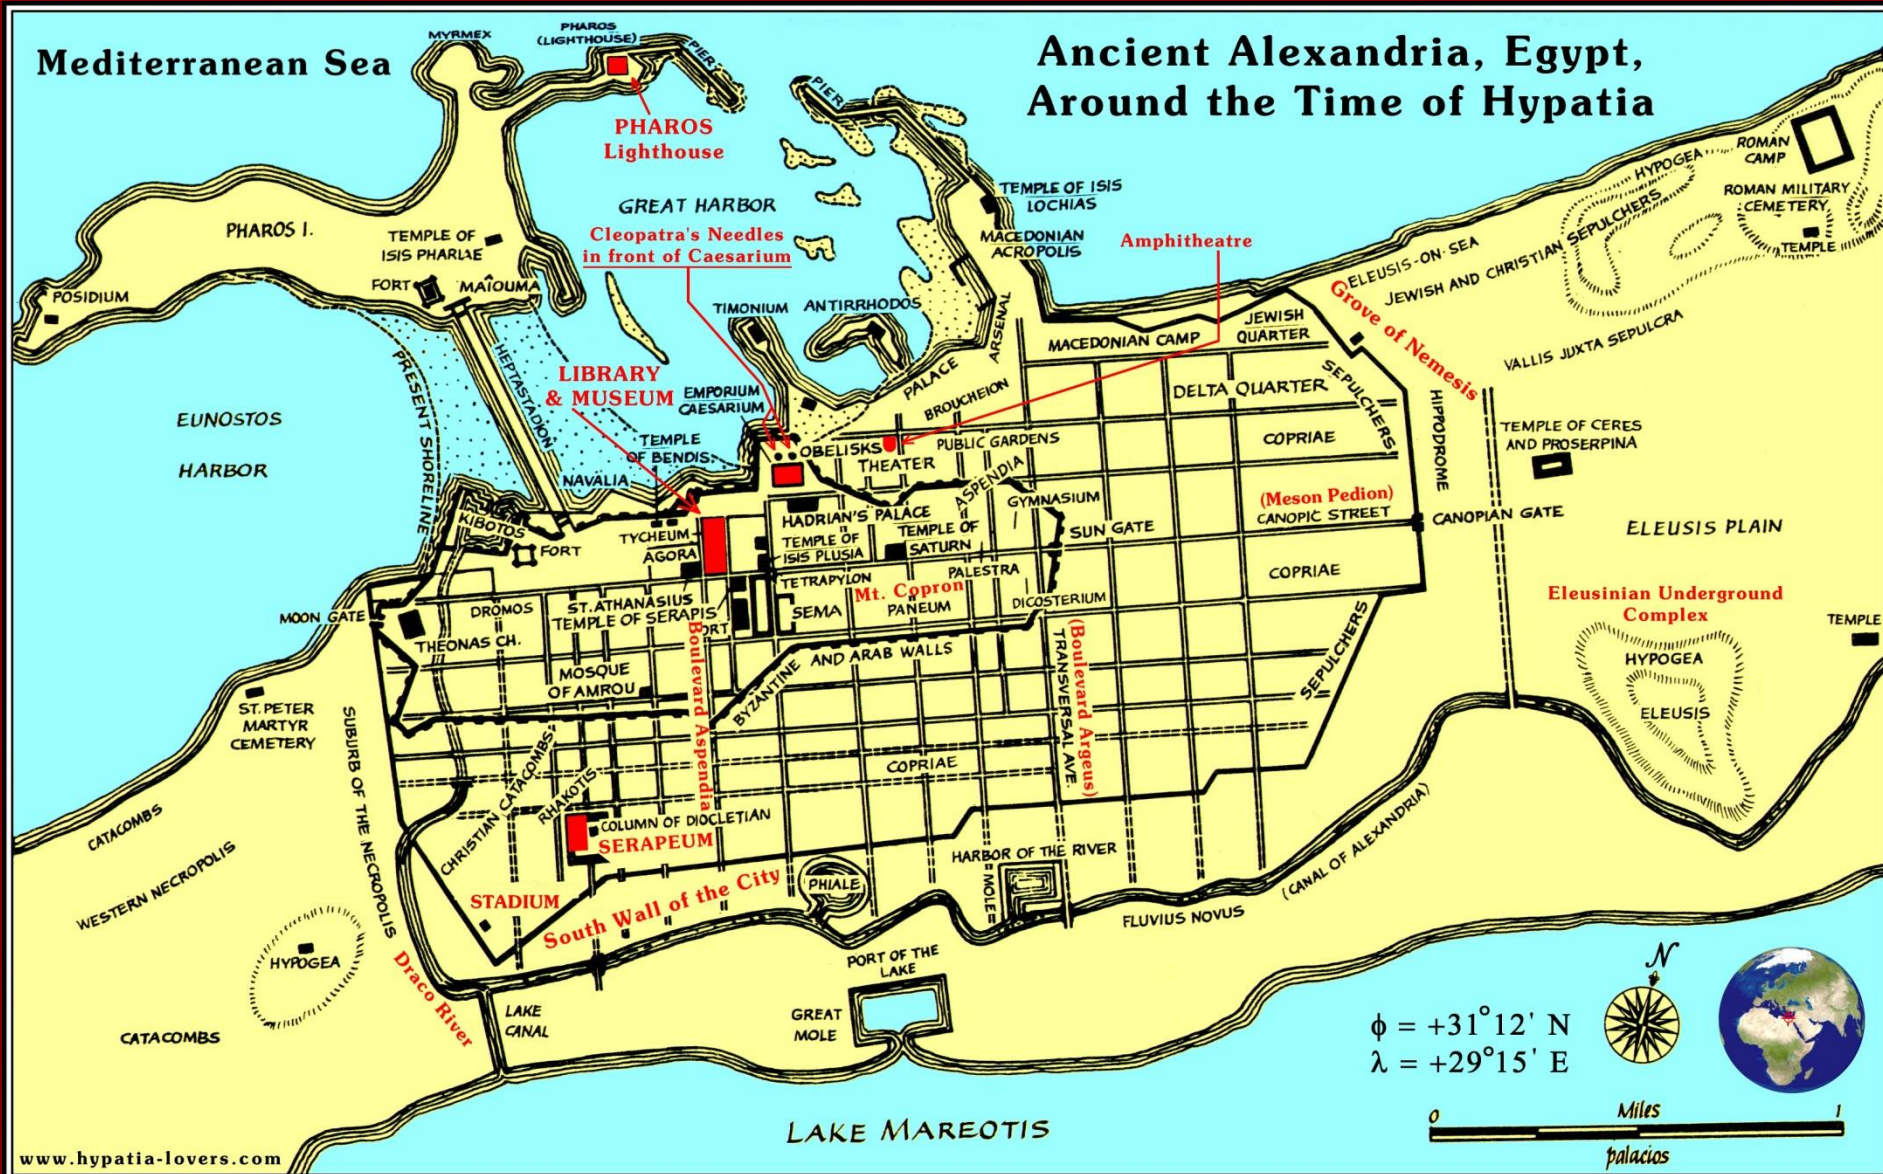 Mediterranean Sea
Ancient Alexandria, Egypt,
Around the Time of Hypatia
MYRMEX
PHAROS
(LIGHTHOUSE)
PIER
PIER
PHAROS
Lighthouse
ROMAN
CAMP
HYPOGEA
ROMAN MILITARY
CEMETERY
TEMPLE
TEMPLE OF ISIS
LOCHIAS
JEWISH AND CHRISTIAN SEPULCHERS
ELEUSIS-ON-SEA
GREAT HARBOR
Cleopatra's Needles
in front of Caesarium
MACEDONIAN
ACROPOLIS
Amphitheatre
PHAROS I.
TEMPLE OF
ISIS PHARIAE
FORT
MAÎOUMA
POSIDIUM
TIMONIUM
ANTIRRHODOS
ARSENAL
Grove of Nemesis
JEWISH
QUARTER
MACEDONIAN CAMP
VALLIS JUXTA SEPULCRA
PRESENT SHORELINE
HEPTASTADION
LIBRARY
& MUSEUM
EMPORIUM
CAESARIUM
PALACE
BROUCHEION
DELTA QUARTER
SEPULCHERS
HIPPODROME
EUNOSTOS
HARBOR
TEMPLE
OF BENDIS
OBELISKS
THEATER
PUBLIC GARDENS
COPRIAE
TEMPLE OF CERES
AND PROSERPINA
NAVALIA
ASPENDIA
GYMNASIUM
(Meson Pedion)
CANOPIC STREET
CANOPIAN GATE
ELEUSIS PLAIN
KIBOTOS
FORT
TYCHEUM
AGORA
HADRIAN'S PALACE
TEMPLE OF
ISIS PLUSIA
TEMPLE OF
SATURN
SUN GATE
TETRAPYLON
PALESTRA
COPRIAE
Mt. Copron
MOON GATE
DROMOS
ST. ATHANASIUS
TEMPLE OF SERAPIS
FORT
SEMA
PANEUM
DICOSTERIUM
Eleusinian Underground
Complex
TEMPLE
THEONAS CH.
Boulevard Aspendia
MOSQUE
OF AMROU
BYZANTINE
AND ARAB WALLS
TRANSVERSAL AVE.
(Boulevard Argeus)
SEPULCHERS
HYPOGEA
ELEUSIS
ST. PETER
MARTYR
CEMETERY
SUBURB OF THE NECROPOLIS
CHRISTIAN CATACOMBS
RHAKOTIS
COPRIAE
COLUMN OF DIOCLETIAN
SERAPEUM
CATACOMBS
WESTERN NECROPOLIS
STADIUM
South Wall of the City
PHIALE
HARBOR OF THE RIVER
MOLE
FLUVIUS NOVUS
(CANAL OF ALEXANDRIA)
HYPOGEA
Draco River
CATACOMBS
LAKE
CANAL
PORT OF THE
LAKE
GREAT
MOLE
N
ϕ = +31°12' N
λ = +29°15' E
LAKE MAREOTIS
0 Miles 1
palacios
www.hypatia-lovers.com